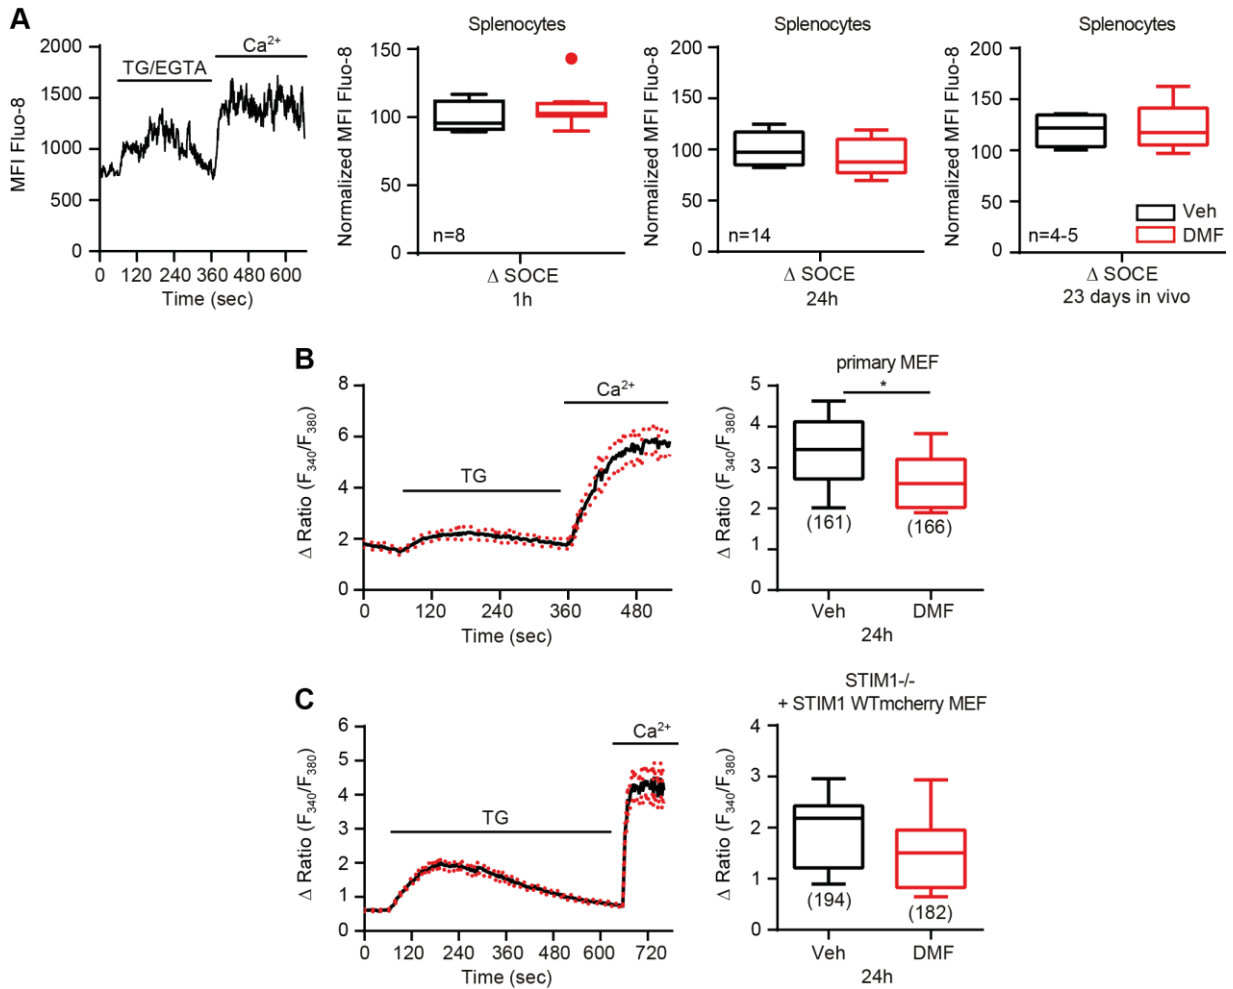 A
MFI Fluo-8
2000
1500
1000
500
0
TG/EGTA
Ca²⁺
0 120 240 360 480 600
Time (sec)
Splenocytes
Normalized MFI Fluo-8
150
100
50
0
n=8
Δ SOCE
1h
Splenocytes
Normalized MFI Fluo-8
200
150
100
50
0
n=14
Δ SOCE
24h
Splenocytes
Normalized MFI Fluo-8
200
150
100
50
0
n=4-5
Veh
DMF
Δ SOCE
23 days in vivo
B
Δ Ratio (F₃₄₀/F₃₈₀)
8
6
4
2
0
TG
Ca²⁺
0 120 240 360 480
Time (sec)
primary MEF
*
Δ Ratio (F₃₄₀/F₃₈₀)
5
4
3
2
1
0
(161) (166)
Veh DMF
24h
C
Δ Ratio (F₃₄₀/F₃₈₀)
6
5
4
3
2
1
0
TG
Ca²⁺
0 120 240 360 480 600 720
Time (sec)
STIM1-/-
+ STIM1 WTmcherry MEF
Δ Ratio (F₃₄₀/F₃₈₀)
4
3
2
1
0
(194) (182)
Veh DMF
24h